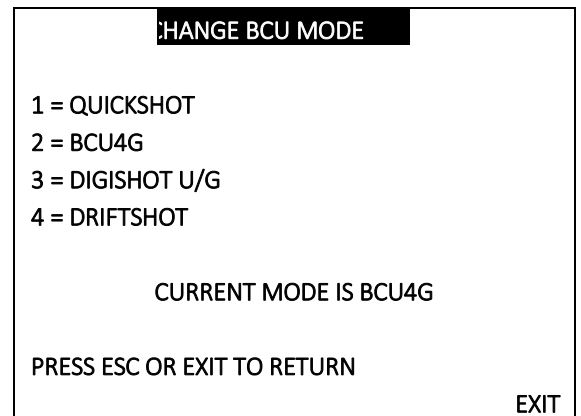 CHANGE BCU MODE
1 = QUICKSHOT
2 = BCU4G
3 = DIGISHOT U/G
4 = DRIFTSHOT
CURRENT MODE IS BCU4G
PRESS ESC OR EXIT TO RETURN
EXIT